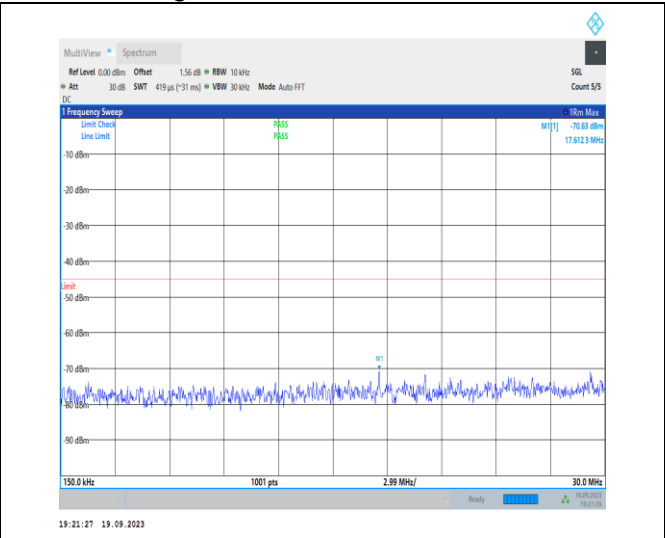 MultiView Spectrum
Ref Level 0.00 dBm Offset 1.56 dB RBW 10 kHz SGL
Att 30 dB SWT 419 µs (~31 ms) VBW 30 kHz Mode Auto FFT Count 5/5
DC
1 Frequency Sweep 1Rm Max
Limit Check PASS M1[1] -70.63 dBm
Line Limit PASS 17.6123 MHz
-10 dBm
-20 dBm
-30 dBm
-40 dBm
Limit
-50 dBm
-60 dBm
M1
-70 dBm
-80 dBm
-90 dBm
150.0 kHz 1001 pts 2.99 MHz/ 30.0 MHz
Ready 19.09.2023
19:21:26
19:21:27 19.09.2023